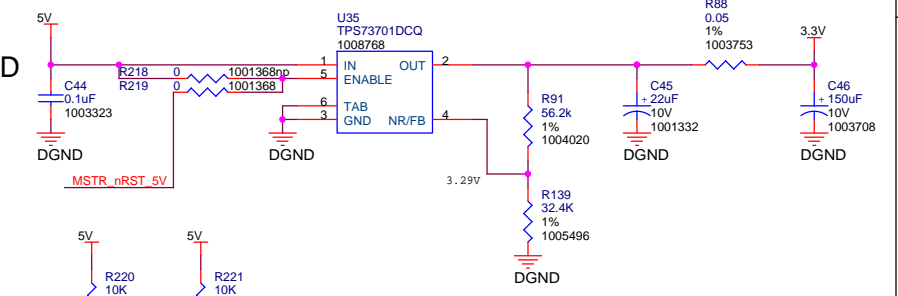 5V
D
C44
0.1uF
1003323
DGND
R218 0 1001368np
R219 0 1001368
MSTR_nRST_5V
U35
TPS73701DCQ
1008768
1 IN OUT 2
5 ENABLE
6 TAB
3 GND NR/FB 4
DGND
3.29V
R91
56.2k
1%
1004020
R139
32.4K
1%
1005496
DGND
C45
+ 22uF
10V
1001332
DGND
R88
0.05
1%
1003753
3.3V
C46
+ 150uF
10V
1003708
DGND
5V
R220
10K
5V
R221
10K